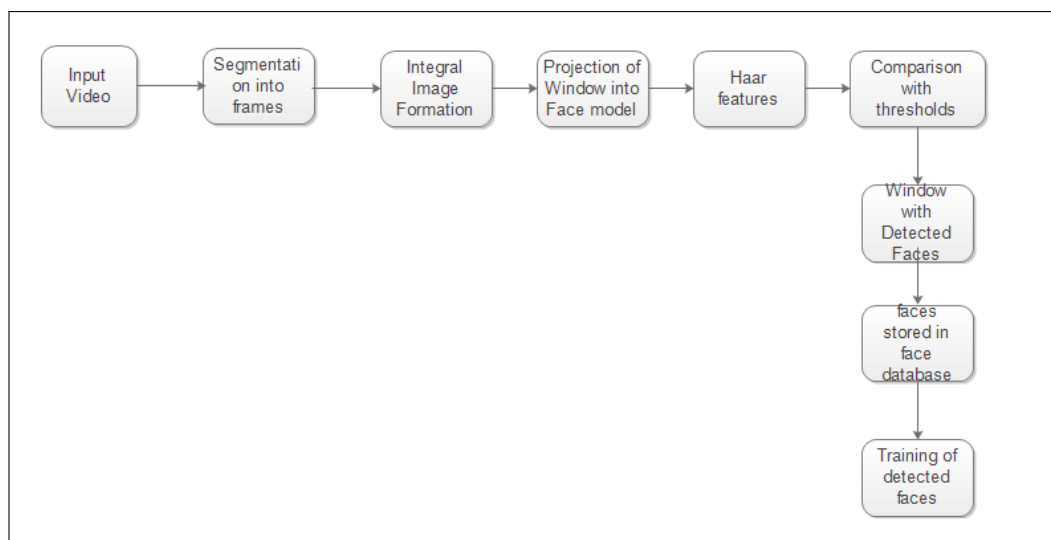 Input
Video
Segmentati
on into
frames
Integral
Image
Formation
Projection of
Window into
Face model
Haar
features
Comparison
with
thresholds
Window
with
Detected
Faces
faces
stored in
face
database
Training of
detected
faces